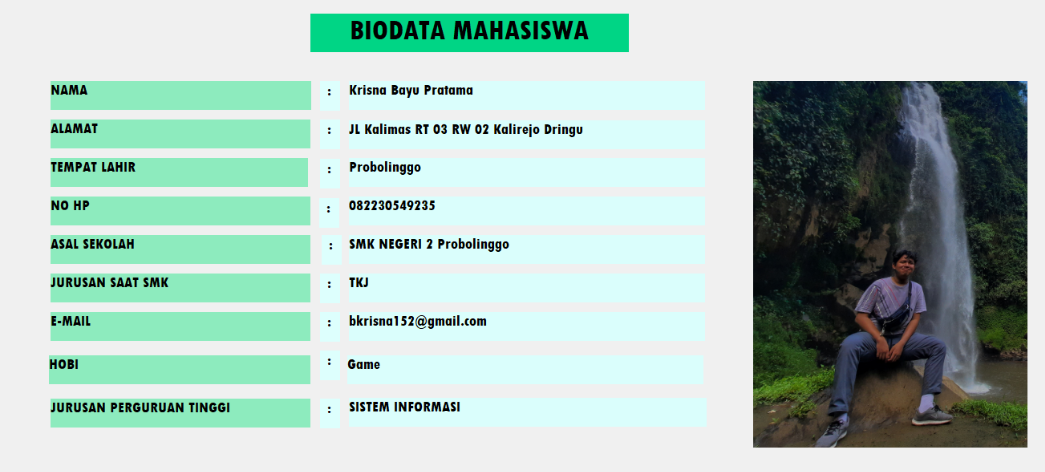 BIODATA MAHASISWA
NAMA : Krisna Bayu Pratama
ALAMAT : JL Kalimas RT 03 RW 02 Kalirejo Dringu
TEMPAT LAHIR : Probolinggo
NO HP : 082230549235
ASAL SEKOLAH : SMK NEGERI 2 Probolinggo
JURUSAN SAAT SMK : TKJ
E-MAIL : bkrisna152@gmail.com
HOBI : Game
JURUSAN PERGURUAN TINGGI : SISTEM INFORMASI